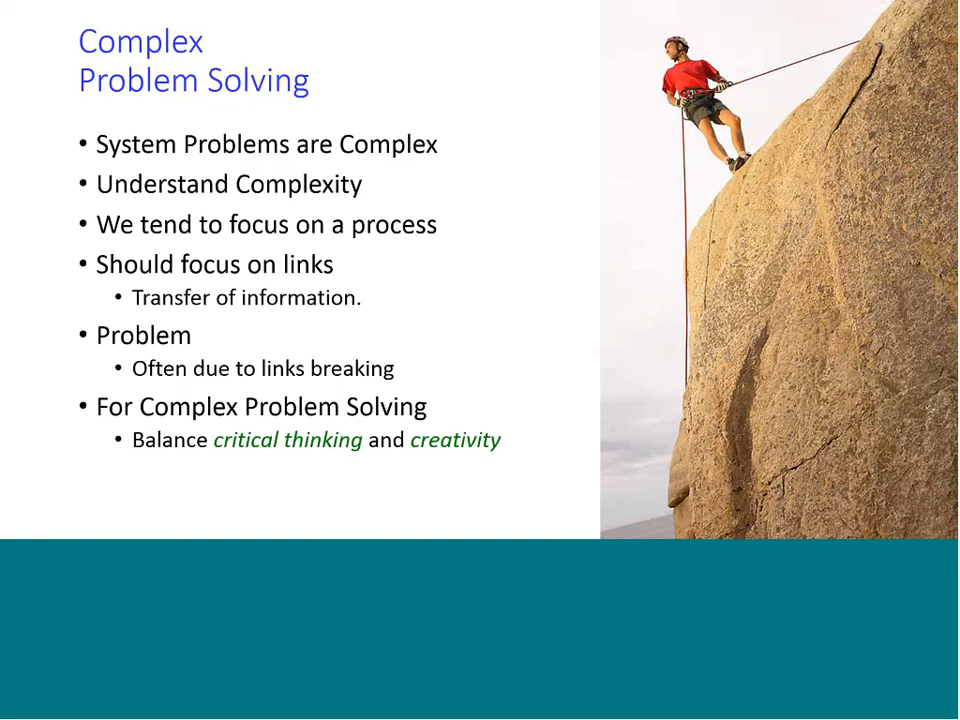 Complex
Problem Solving
• System Problems are Complex
• Understand Complexity
• We tend to focus on a process
• Should focus on links
• Transfer of information.
• Problem
• Often due to links breaking
• For Complex Problem Solving
• Balance critical thinking and creativity